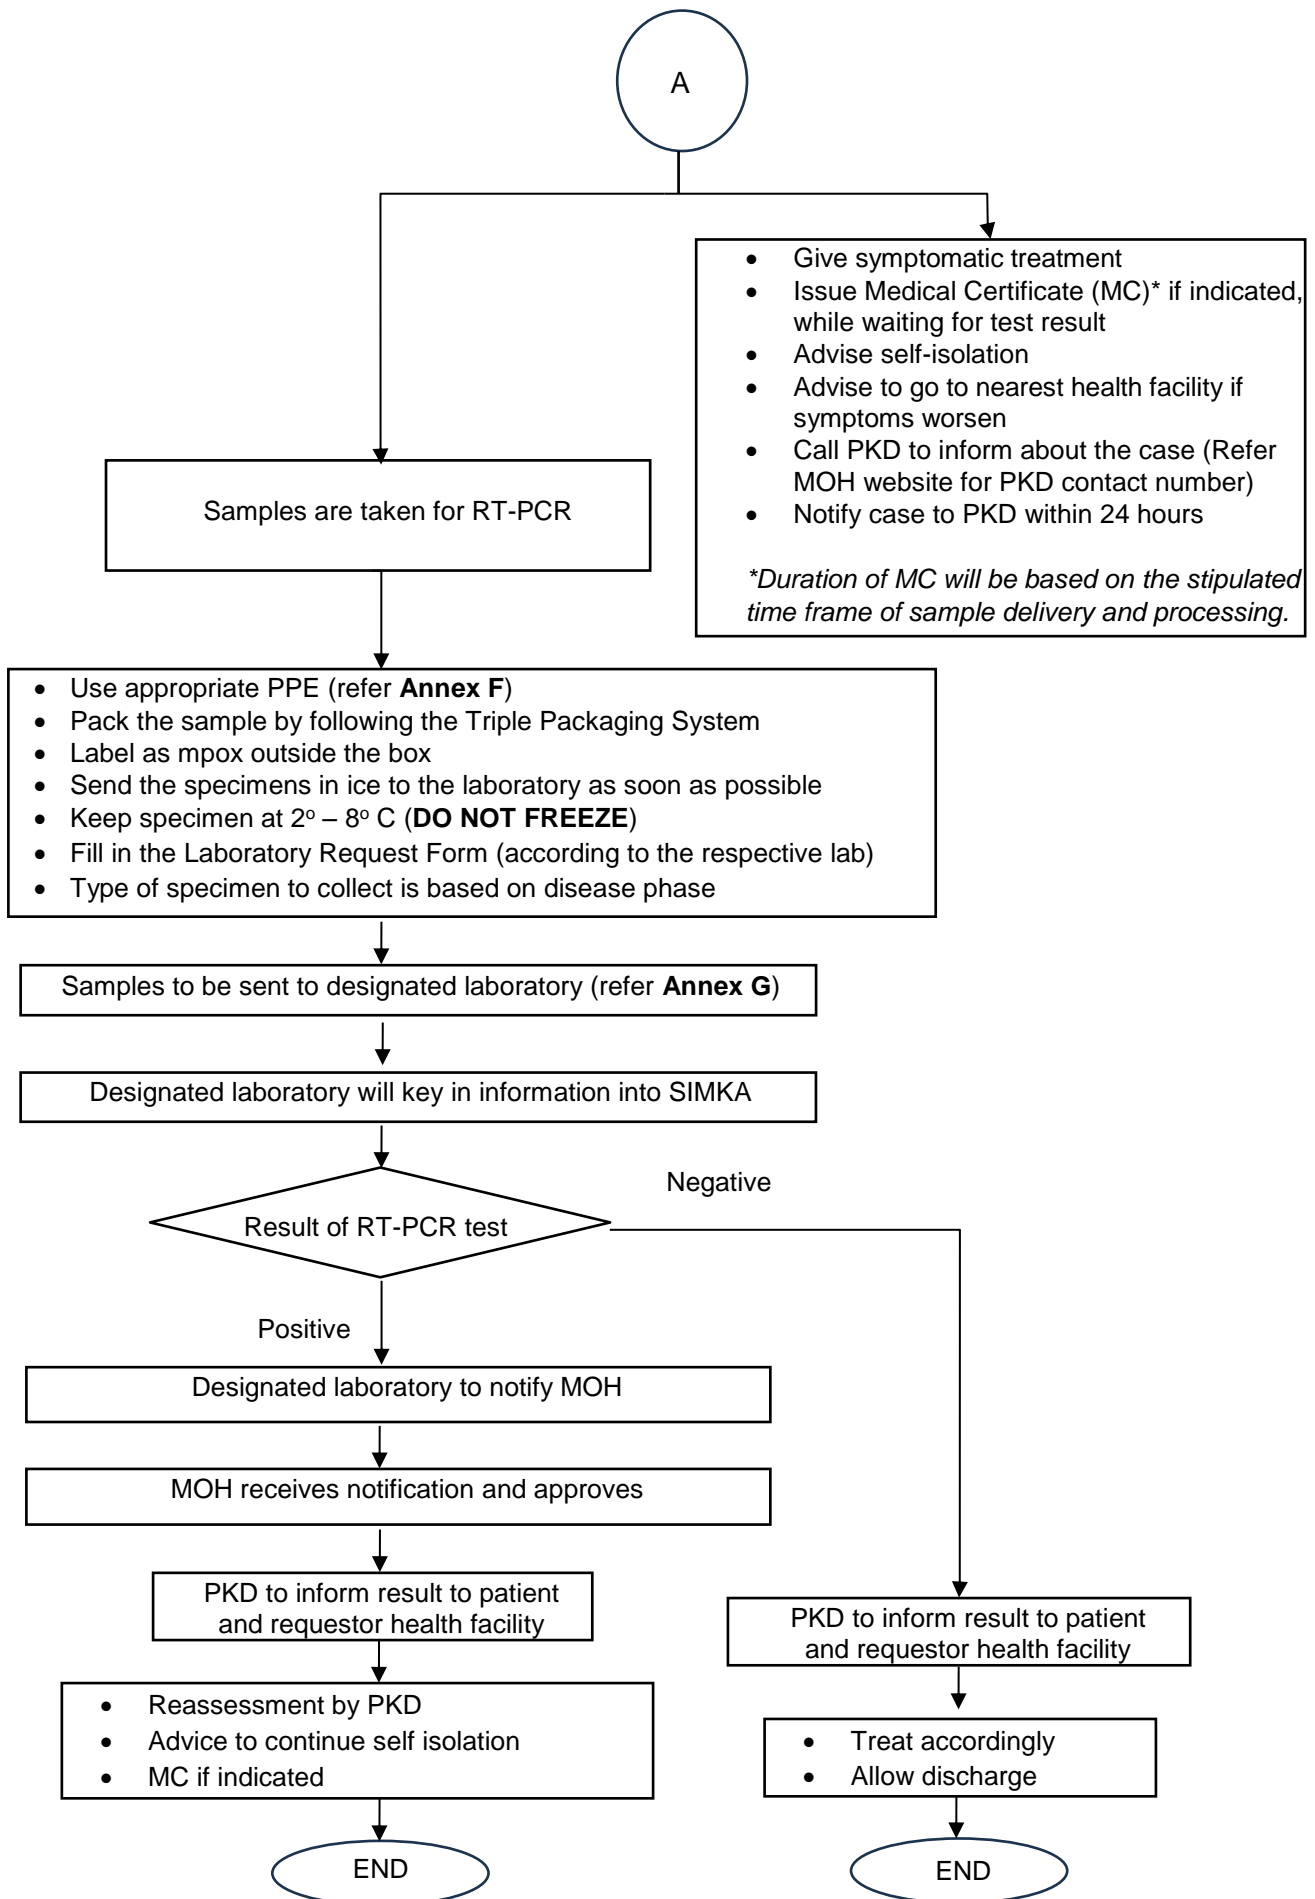 A
• Give symptomatic treatment
• Issue Medical Certificate (MC)* if indicated,
while waiting for test result
• Advise self-isolation
• Advise to go to nearest health facility if
symptoms worsen
• Call PKD to inform about the case (Refer
MOH website for PKD contact number)
• Notify case to PKD within 24 hours
*Duration of MC will be based on the stipulated
time frame of sample delivery and processing.
Samples are taken for RT-PCR
• Use appropriate PPE (refer Annex F)
• Pack the sample by following the Triple Packaging System
• Label as mpox outside the box
• Send the specimens in ice to the laboratory as soon as possible
• Keep specimen at 2º – 8º C (DO NOT FREEZE)
• Fill in the Laboratory Request Form (according to the respective lab)
• Type of specimen to collect is based on disease phase
Samples to be sent to designated laboratory (refer Annex G)
Designated laboratory will key in information into SIMKA
Result of RT-PCR test
Negative
Positive
Designated laboratory to notify MOH
MOH receives notification and approves
PKD to inform result to patient
and requestor health facility
• Reassessment by PKD
• Advice to continue self isolation
• MC if indicated
END
PKD to inform result to patient
and requestor health facility
• Treat accordingly
• Allow discharge
END